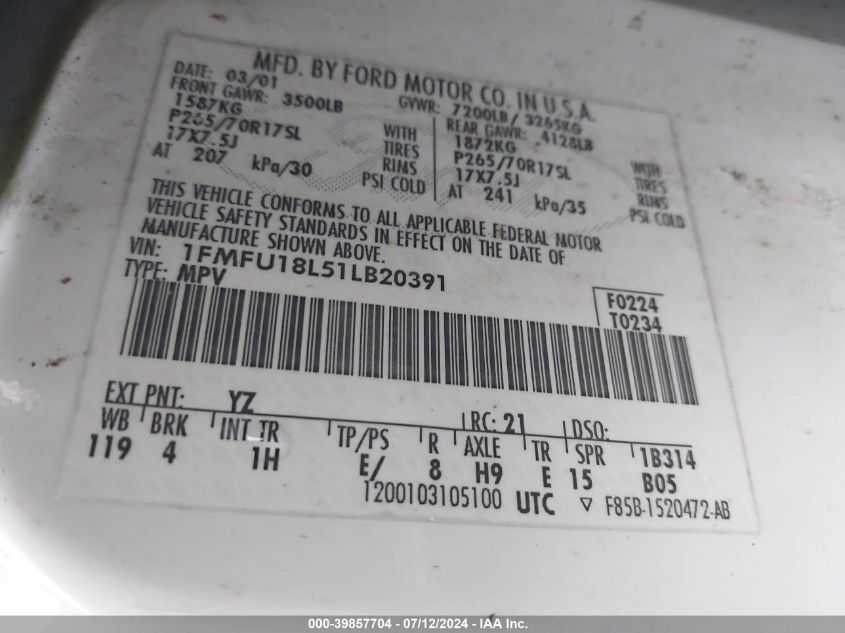 MFD. BY FORD MOTOR CO. IN U.S.A.
DATE: 03/01 GVWR: 7200LB/ 3265KG
FRONT GAWR: 3500LB REAR GAWR: 4128LB
1587KG WITH 1872KG WITH
P265/70R17SL TIRES P265/70R17SL TIRES
17X7.5J RIMS 17X7.5J RIMS
AT 207 kPa/30 PSI COLD AT 241 kPa/35 PSI COLD
THIS VEHICLE CONFORMS TO ALL APPLICABLE FEDERAL MOTOR
VEHICLE SAFETY STANDARDS IN EFFECT ON THE DATE OF
MANUFACTURE SHOWN ABOVE.
VIN: 1FMFU18L51LB20391
TYPE: MPV
F0224
T0234
EXT PNT: YZ RC: 21 DSO:
WB BRK INT TR TP/PS R AXLE TR SPR 1B314
119 4 1H E/ 8 H9 E 15 B05
1200103105100 UTC ▽ F85B-1520472-AB
000-39857704 - 07/12/2024 - IAA Inc.